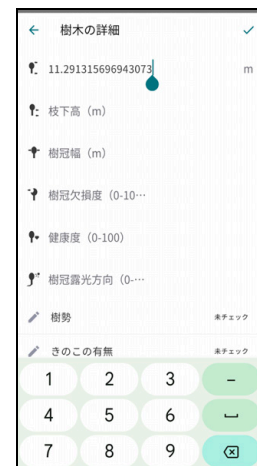 樹木の詳細
11.291315696943073 m
枝下高（m）
樹冠幅（m）
樹冠欠損度（0-10…
健康度（0-100）
樹冠露光方向（0-…
樹勢 未チェック
きのこの有無 未チェック
1 2 3 -
4 5 6
7 8 9